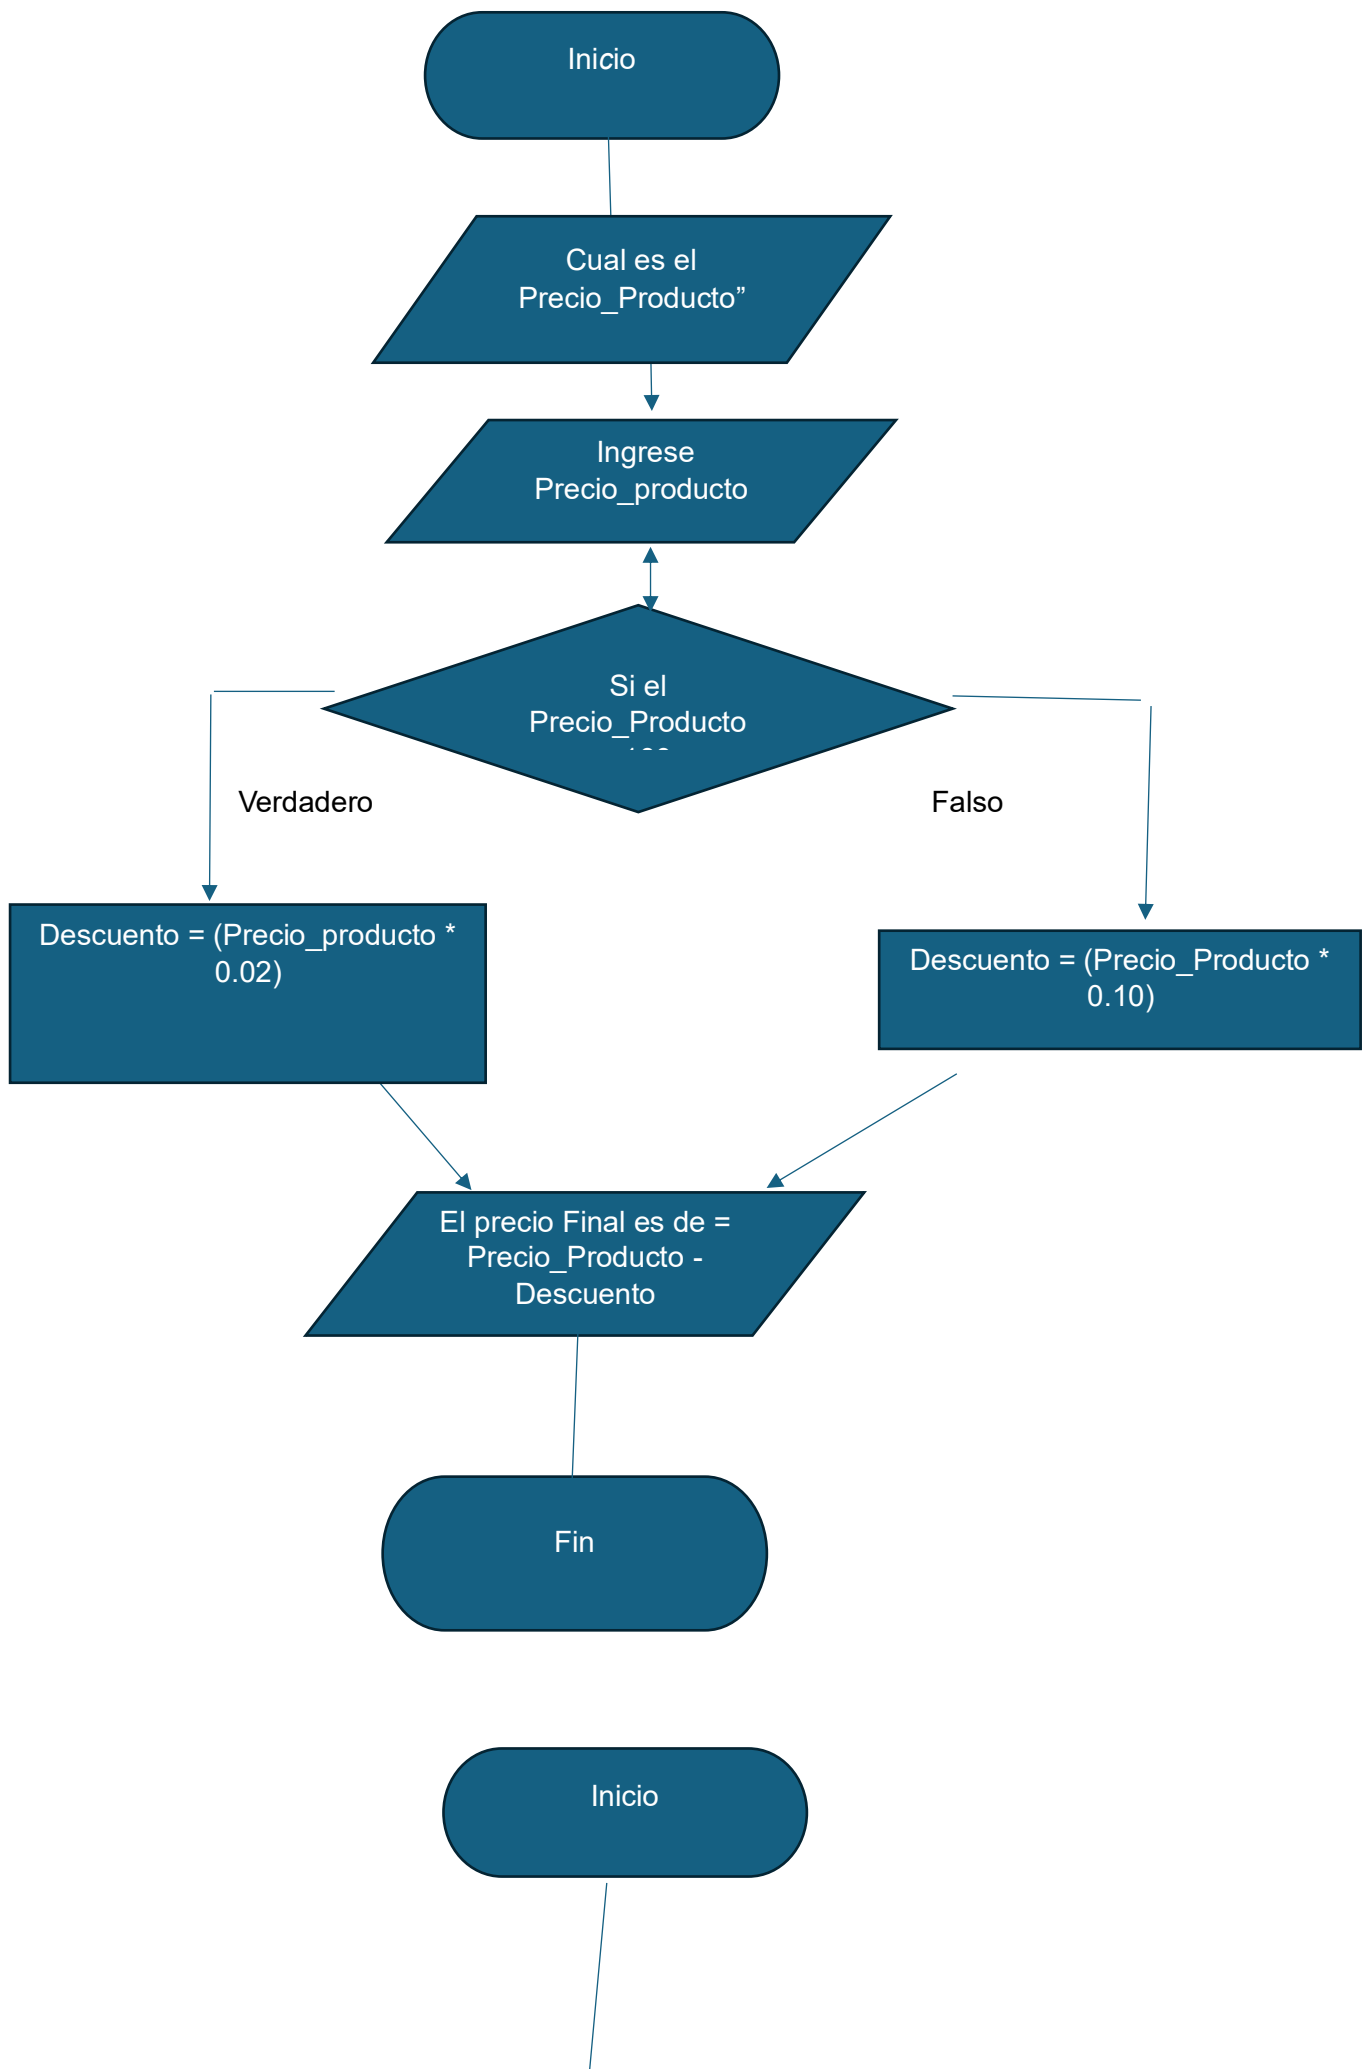 Inicio
Cual es el
Precio_Producto”
Ingrese
Precio_producto
Si el
Precio_Producto
Verdadero
Falso
Descuento = (Precio_producto *
0.02)
Descuento = (Precio_Producto *
0.10)
El precio Final es de =
Precio_Producto -
Descuento
Fin
Inicio